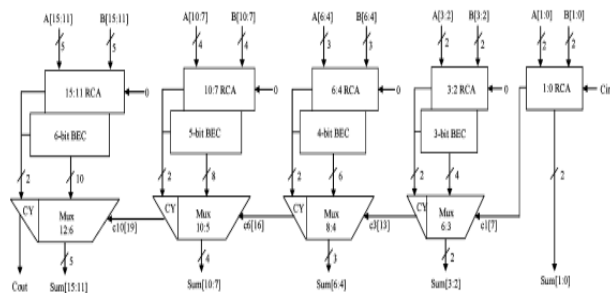 A[15:11] B[15:11] A[10:7] B[10:7] A[6:4] B[6:4] A[3:2] B[3:2] A[1:0] B[1:0]
5 5 4 4 3 3 2 2 2 2
15:11 RCA 0 10:7 RCA 0 6:4 RCA 0 3:2 RCA 0 1:0 RCA Cin
6-bit BEC 5-bit BEC 4-bit BEC 3-bit BEC
2 10 2 8 2 6 2 4 2
CY Mux 12:6 c10[19] CY Mux 10:5 c6[16] CY Mux 8:4 c3[13] CY Mux 6:3 c1[7]
5 4 3 2
Cout Sum[15:11] Sum[10:7] Sum[6:4] Sum[3:2] Sum[1:0]